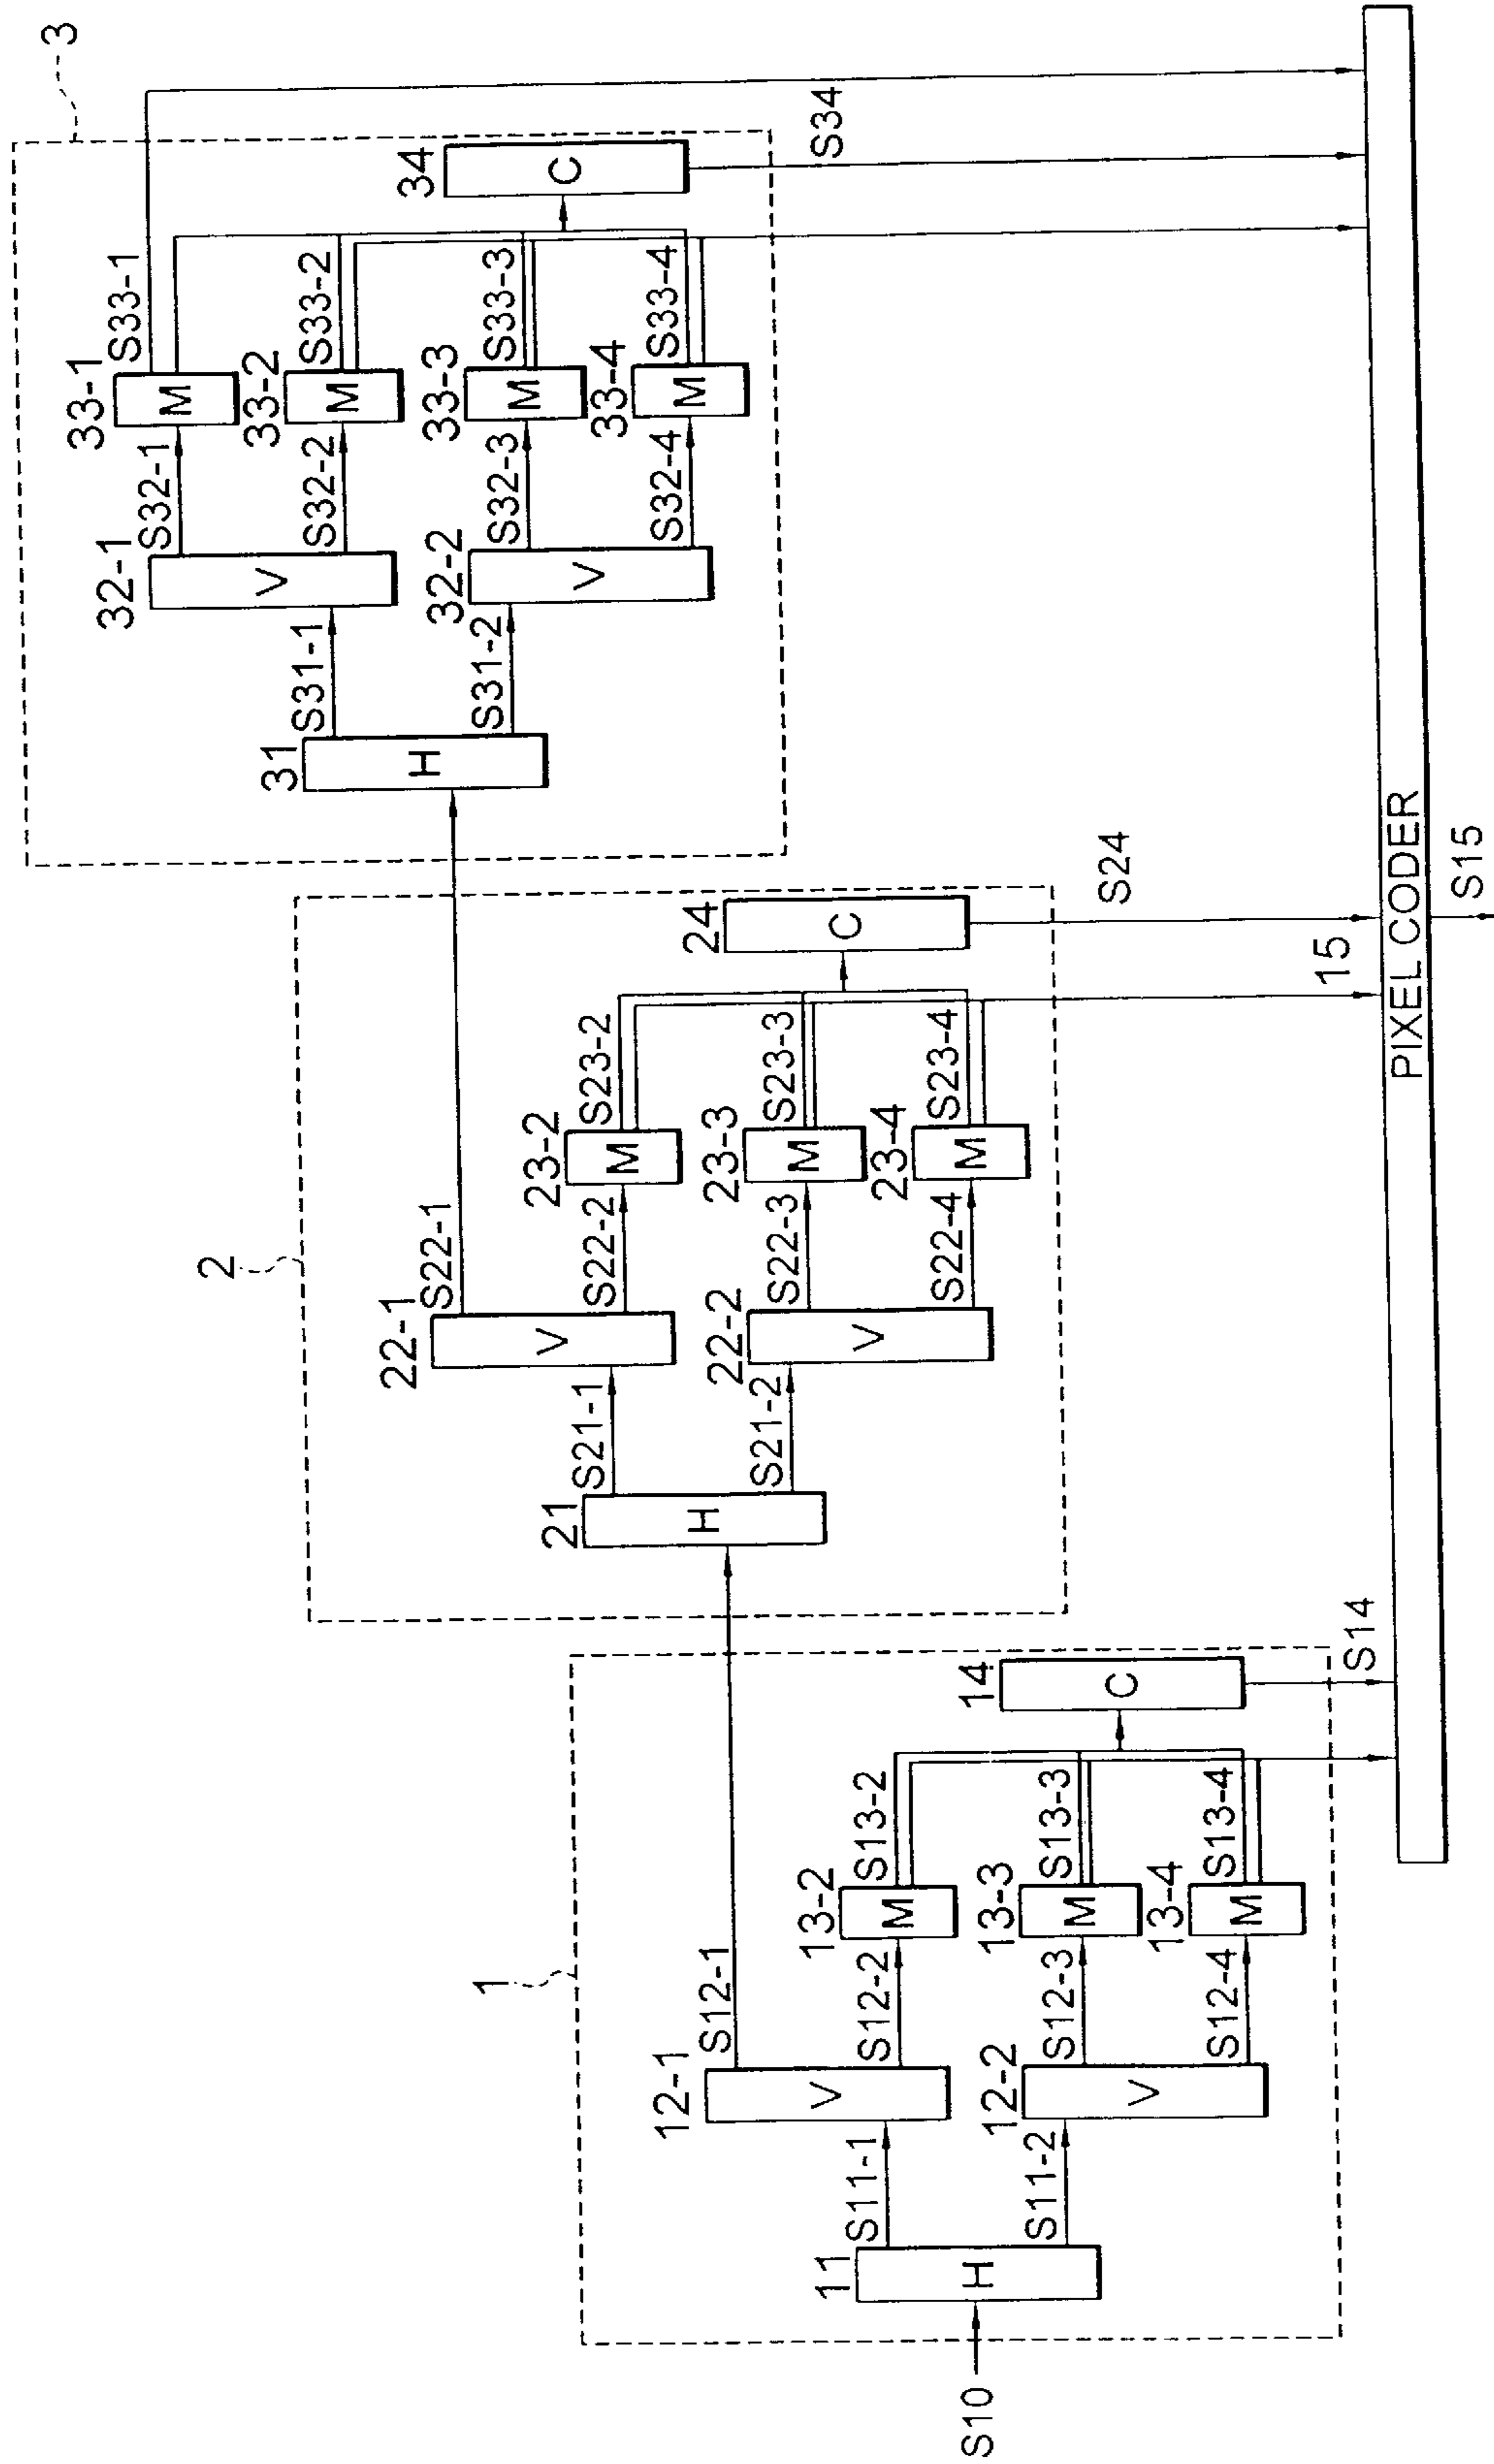 3
33-1
S33-1
S32-1
M
32-1
V
33-2
S33-2
S32-2
M
34
C
S34
31
H
S31-1
33-3
S33-3
S32-3
M
32-2
V
S31-2
33-4
S33-4
S32-4
M
2
22-1
S22-1
V
S21-1
23-2
S23-2
S22-2
M
24
C
S24
21
H
S21-2
22-2
V
23-3
S23-3
S22-3
M
23-4
S23-4
S22-4
M
1
12-1
S12-1
V
S11-1
13-2
S13-2
S12-2
M
14
C
S14
S10
11
H
S11-2
12-2
V
13-3
S13-3
S12-3
M
13-4
S13-4
S12-4
M
15
PIXEL CODER
S15